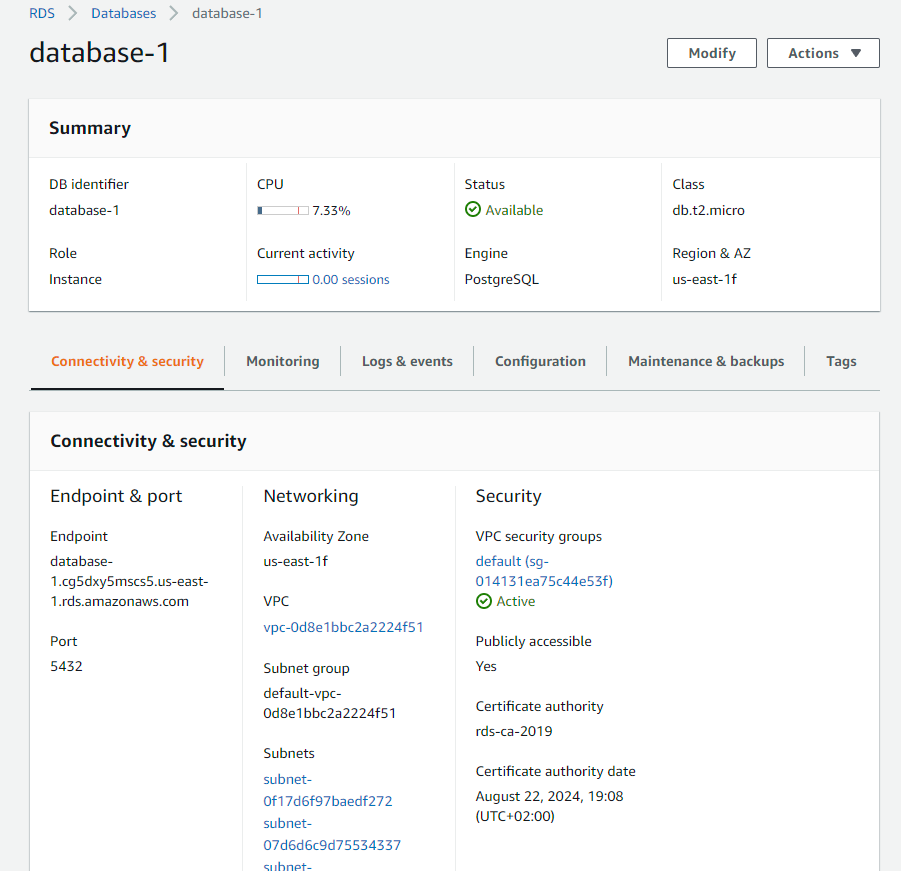 RDS > Databases > database-1
database-1
Modify
Actions ▼
Summary
DB identifier
database-1
CPU
7.33%
Status
Available
Class
db.t2.micro
Role
Instance
Current activity
0.00 sessions
Engine
PostgreSQL
Region & AZ
us-east-1f
Connectivity & security
Monitoring
Logs & events
Configuration
Maintenance & backups
Tags
Connectivity & security
Endpoint & port
Endpoint
database-
1.cg5dxy5mscs5.us-east-
1.rds.amazonaws.com
Port
5432
Networking
Availability Zone
us-east-1f
VPC
vpc-0d8e1bbc2a2224f51
Subnet group
default-vpc-
0d8e1bbc2a2224f51
Subnets
subnet-
0f17d6f97baedf272
subnet-
07d6d6c9d75534337
subnet-
Security
VPC security groups
default (sg-
014131ea75c44e53f)
Active
Publicly accessible
Yes
Certificate authority
rds-ca-2019
Certificate authority date
August 22, 2024, 19:08
(UTC+02:00)